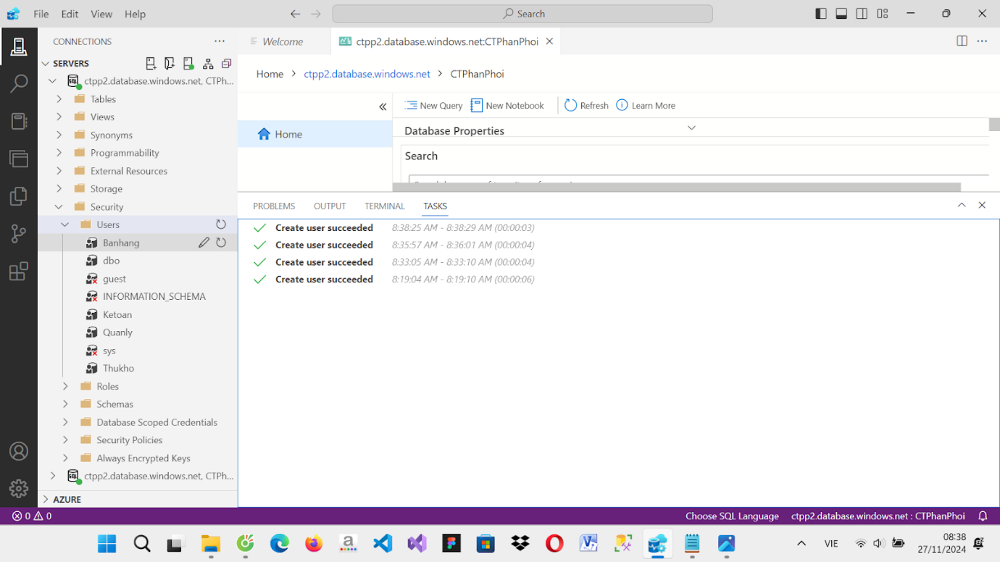 File Edit View Help
Search
CONNECTIONS
Welcome
ctpp2.database.windows.net:CTPhanPhoi
SERVERS
ctpp2.database.windows.net, CTPh...
Tables
Views
Synonyms
Programmability
External Resources
Storage
Security
Users
Banhang
dbo
guest
INFORMATION_SCHEMA
Ketoan
Quanly
sys
Thukho
Roles
Schemas
Database Scoped Credentials
Security Policies
Always Encrypted Keys
ctpp2.database.windows.net, CTPh...
AZURE
Home > ctpp2.database.windows.net > CTPhanPhoi
New Query New Notebook Refresh Learn More
Home
Database Properties
Search
PROBLEMS OUTPUT TERMINAL TASKS
Create user succeeded 8:38:25 AM - 8:38:29 AM (00:00:03)
Create user succeeded 8:35:57 AM - 8:36:01 AM (00:00:04)
Create user succeeded 8:33:05 AM - 8:33:10 AM (00:00:04)
Create user succeeded 8:19:04 AM - 8:19:10 AM (00:00:06)
0 0
Choose SQL Language ctpp2.database.windows.net : CTPhanPhoi
VIE
08:38
27/11/2024